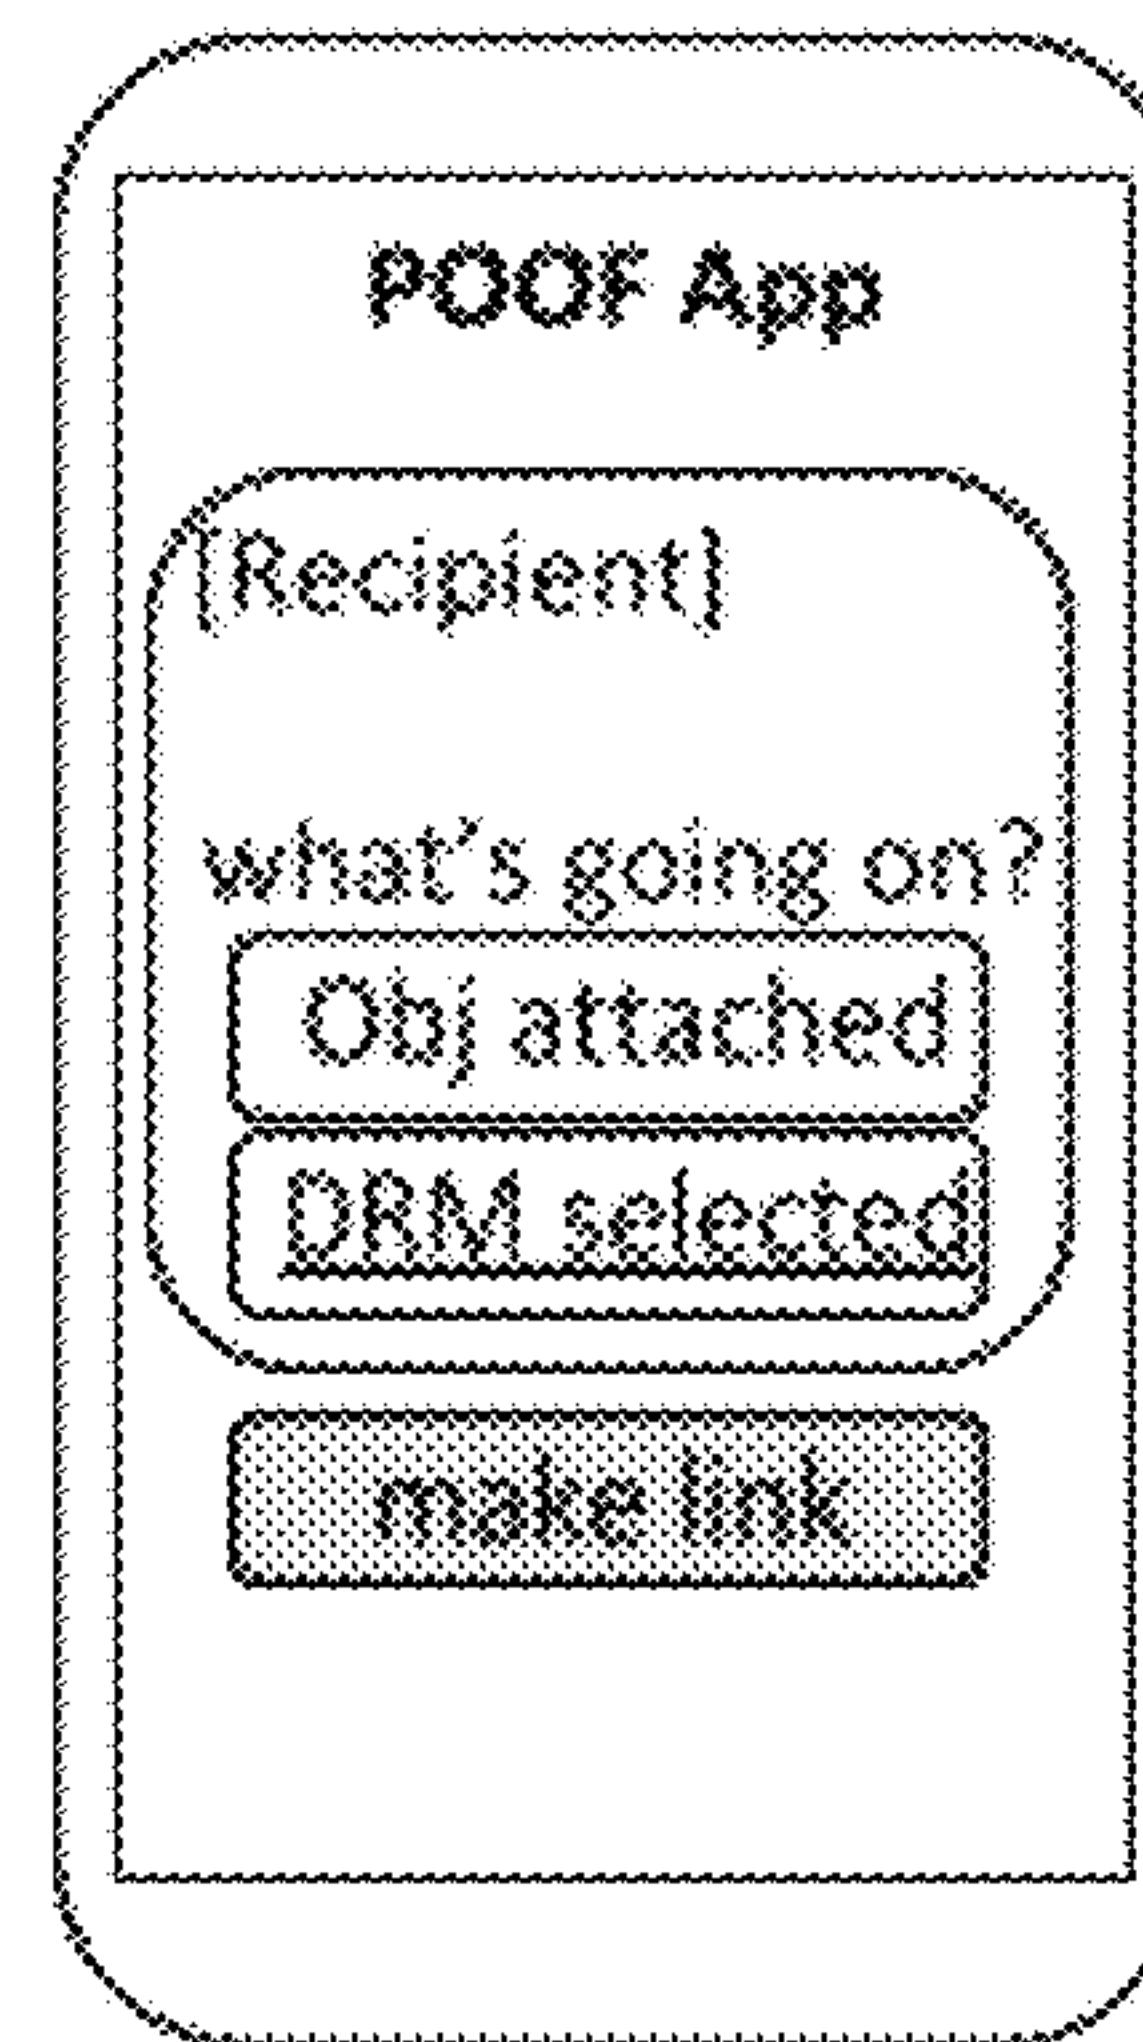 POOF App
[Recipient]
what's going on?
Obj attached
DRM selected
make link